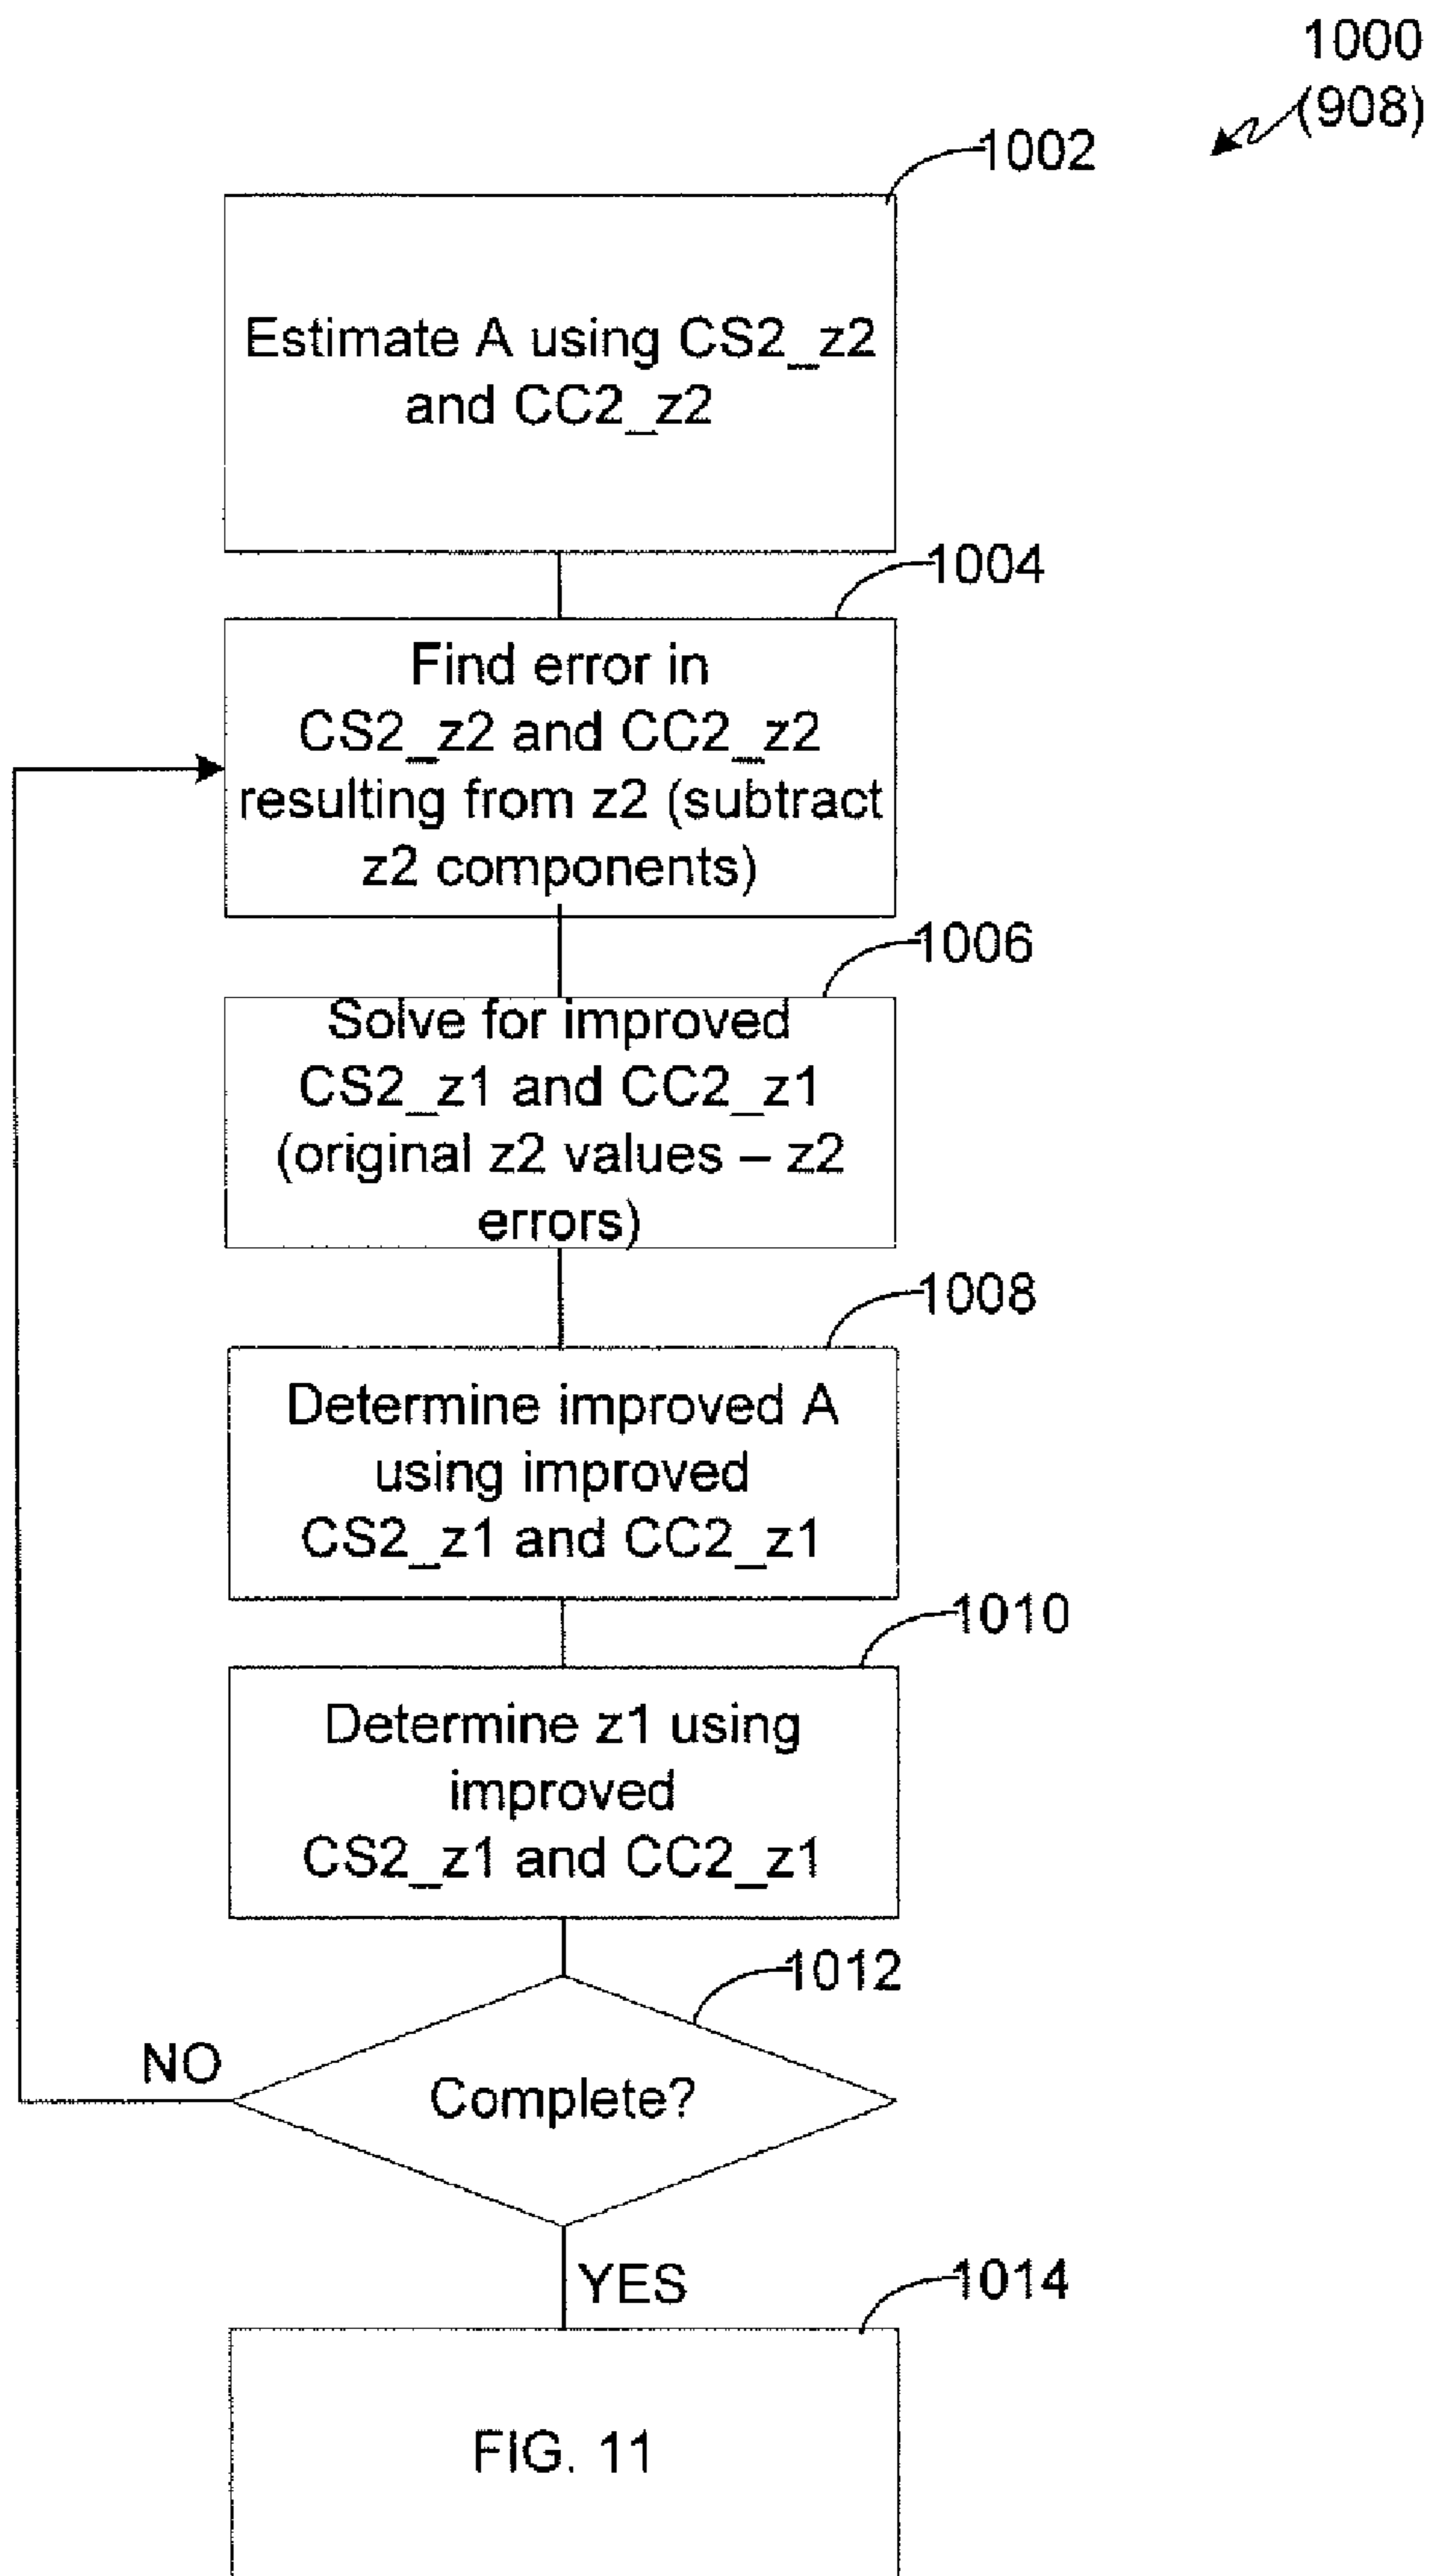 1000
(908)
1002
Estimate A using CS2_z2
and CC2_z2
1004
Find error in
CS2_z2 and CC2_z2
resulting from z2 (subtract
z2 components)
1006
Solve for improved
CS2_z1 and CC2_z1
(original z2 values – z2
errors)
1008
Determine improved A
using improved
CS2_z1 and CC2_z1
1010
Determine z1 using
improved
CS2_z1 and CC2_z1
1012
NO
Complete?
YES
1014
FIG. 11